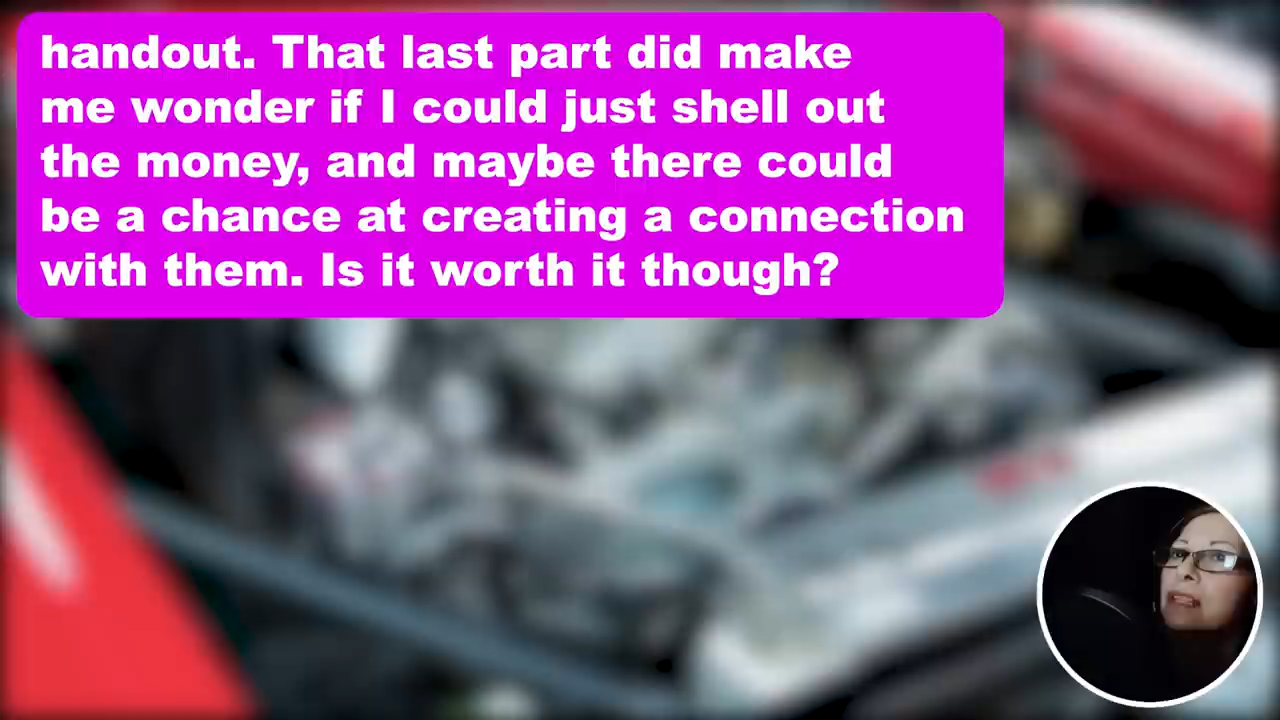 handout. That last part did make
me wonder if I could just shell out
the money, and maybe there could
be a chance at creating a connection
with them. Is it worth it though?